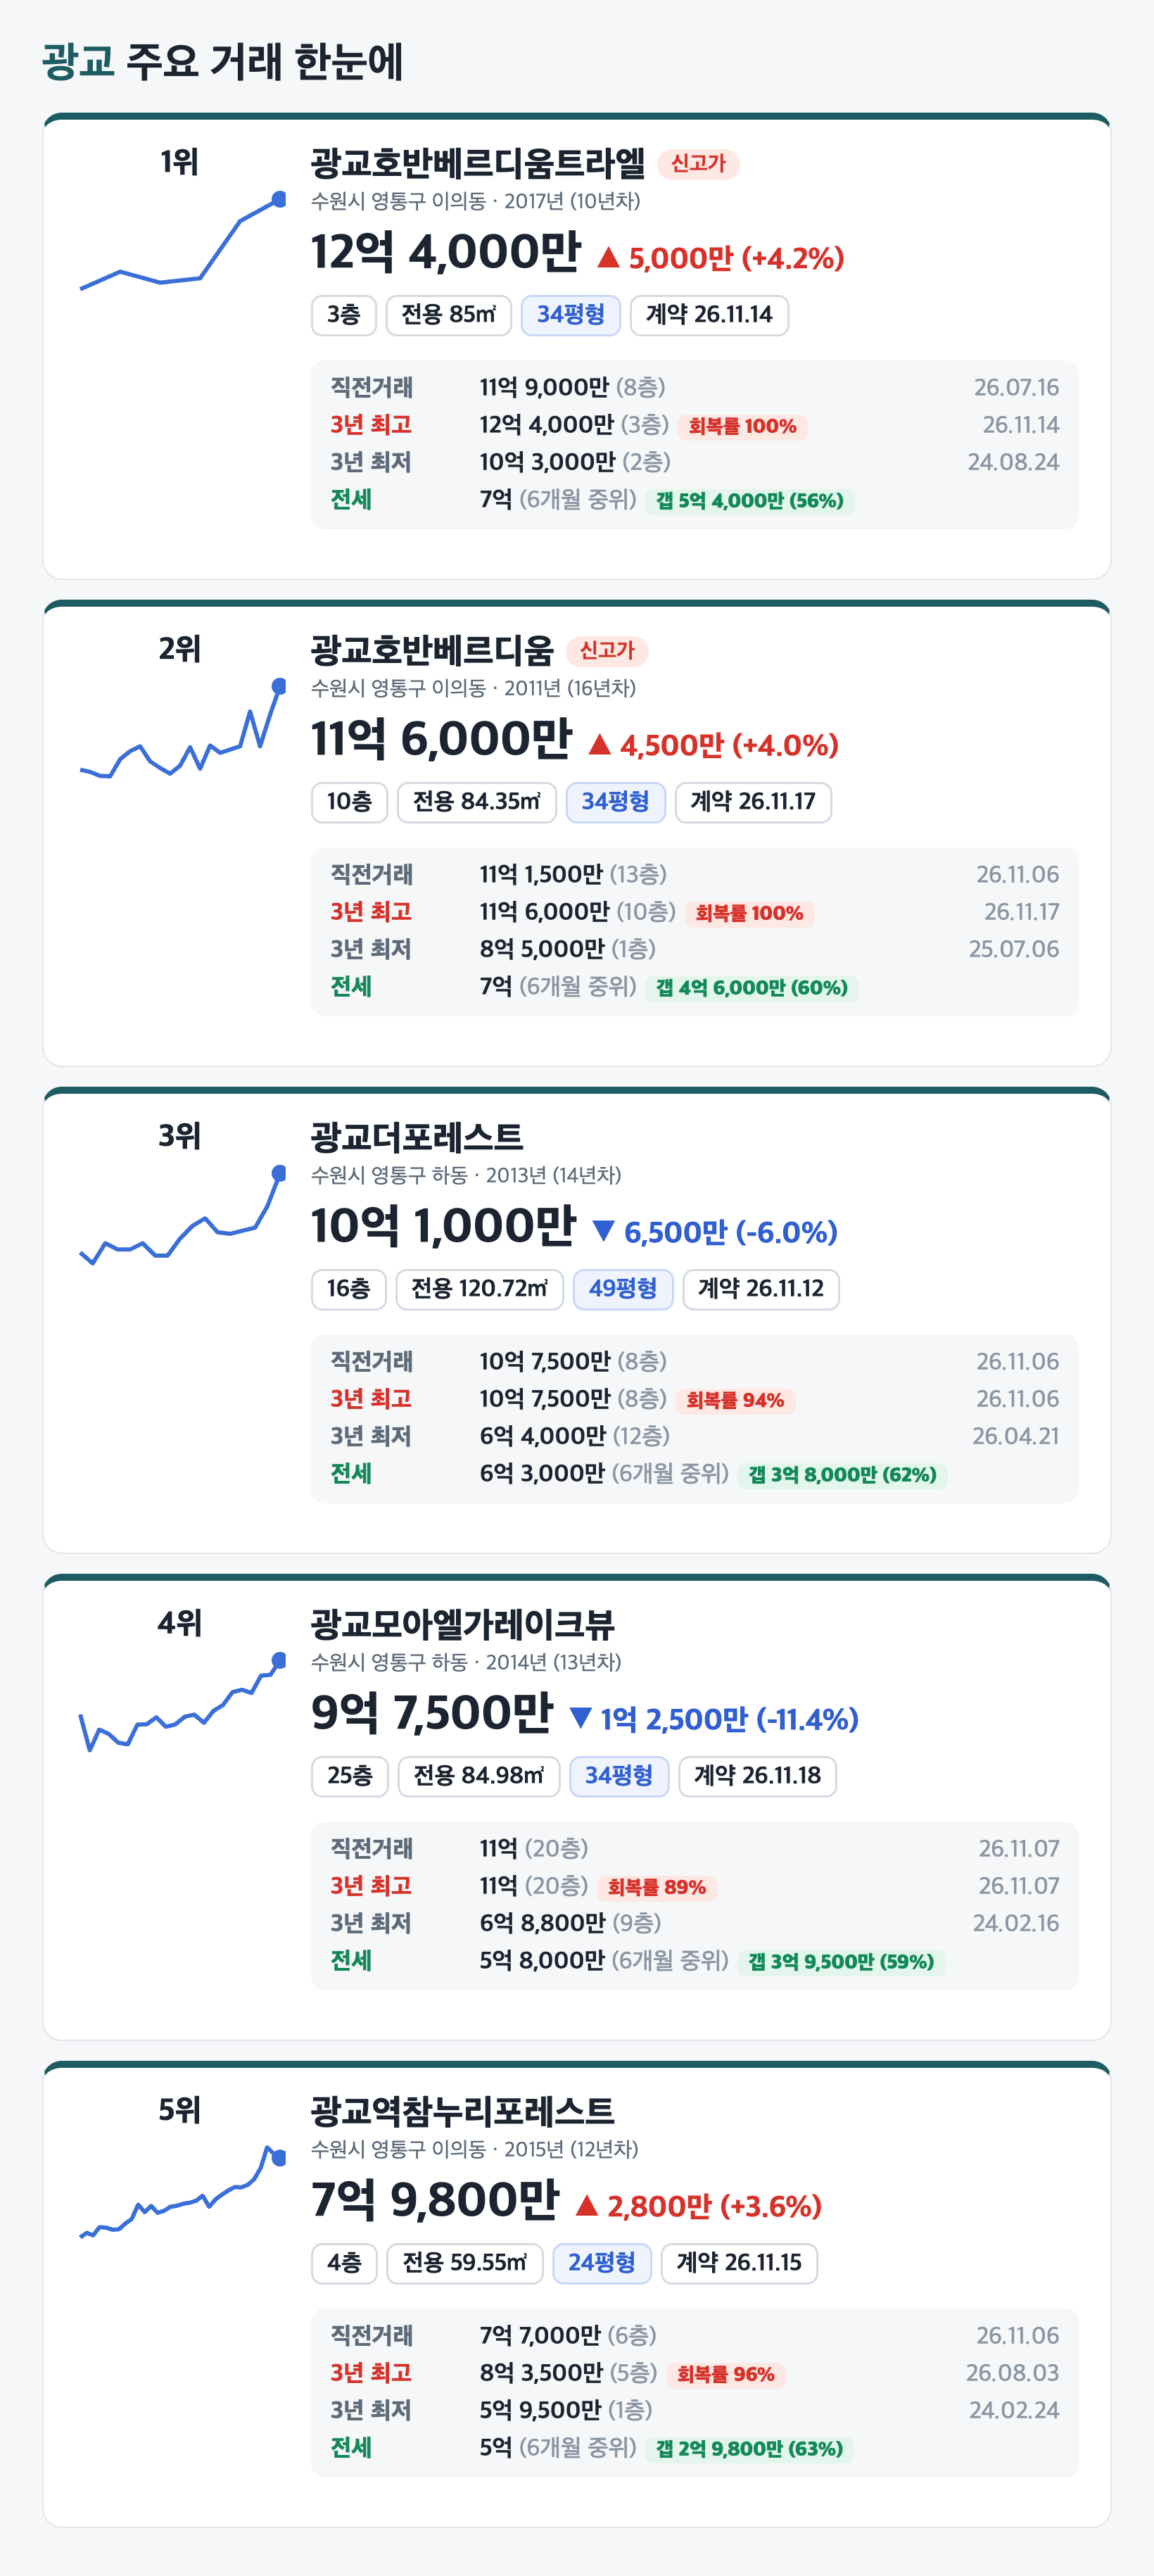 광교 주요 거래 한눈에
1위
광교호반베르디움트라엘 신고가
수원시 영통구 이의동 · 2017년 (10년차)
12억 4,000만 ▲ 5,000만 (+4.2%)
3층 전용 85㎡ 34평형 계약 26.11.14
직전거래 11억 9,000만 (8층) 26.07.16
3년 최고 12억 4,000만 (3층) 회복률 100% 26.11.14
3년 최저 10억 3,000만 (2층) 24.08.24
전세 7억 (6개월 중위) 갭 5억 4,000만 (56%)
2위
광교호반베르디움 신고가
수원시 영통구 이의동 · 2011년 (16년차)
11억 6,000만 ▲ 4,500만 (+4.0%)
10층 전용 84.35㎡ 34평형 계약 26.11.17
직전거래 11억 1,500만 (13층) 26.11.06
3년 최고 11억 6,000만 (10층) 회복률 100% 26.11.17
3년 최저 8억 5,000만 (1층) 25.07.06
전세 7억 (6개월 중위) 갭 4억 6,000만 (60%)
3위
광교더포레스트
수원시 영통구 하동 · 2013년 (14년차)
10억 1,000만 ▼ 6,500만 (-6.0%)
16층 전용 120.72㎡ 49평형 계약 26.11.12
직전거래 10억 7,500만 (8층) 26.11.06
3년 최고 10억 7,500만 (8층) 회복률 94% 26.11.06
3년 최저 6억 4,000만 (12층) 26.04.21
전세 6억 3,000만 (6개월 중위) 갭 3억 8,000만 (62%)
4위
광교모아엘가레이크뷰
수원시 영통구 하동 · 2014년 (13년차)
9억 7,500만 ▼ 1억 2,500만 (-11.4%)
25층 전용 84.98㎡ 34평형 계약 26.11.18
직전거래 11억 (20층) 26.11.07
3년 최고 11억 (20층) 회복률 89% 26.11.07
3년 최저 6억 8,800만 (9층) 24.02.16
전세 5억 8,000만 (6개월 중위) 갭 3억 9,500만 (59%)
5위
광교역참누리포레스트
수원시 영통구 이의동 · 2015년 (12년차)
7억 9,800만 ▲ 2,800만 (+3.6%)
4층 전용 59.55㎡ 24평형 계약 26.11.15
직전거래 7억 7,000만 (6층) 26.11.06
3년 최고 8억 3,500만 (5층) 회복률 96% 26.08.03
3년 최저 5억 9,500만 (1층) 24.02.24
전세 5억 (6개월 중위) 갭 2억 9,800만 (63%)